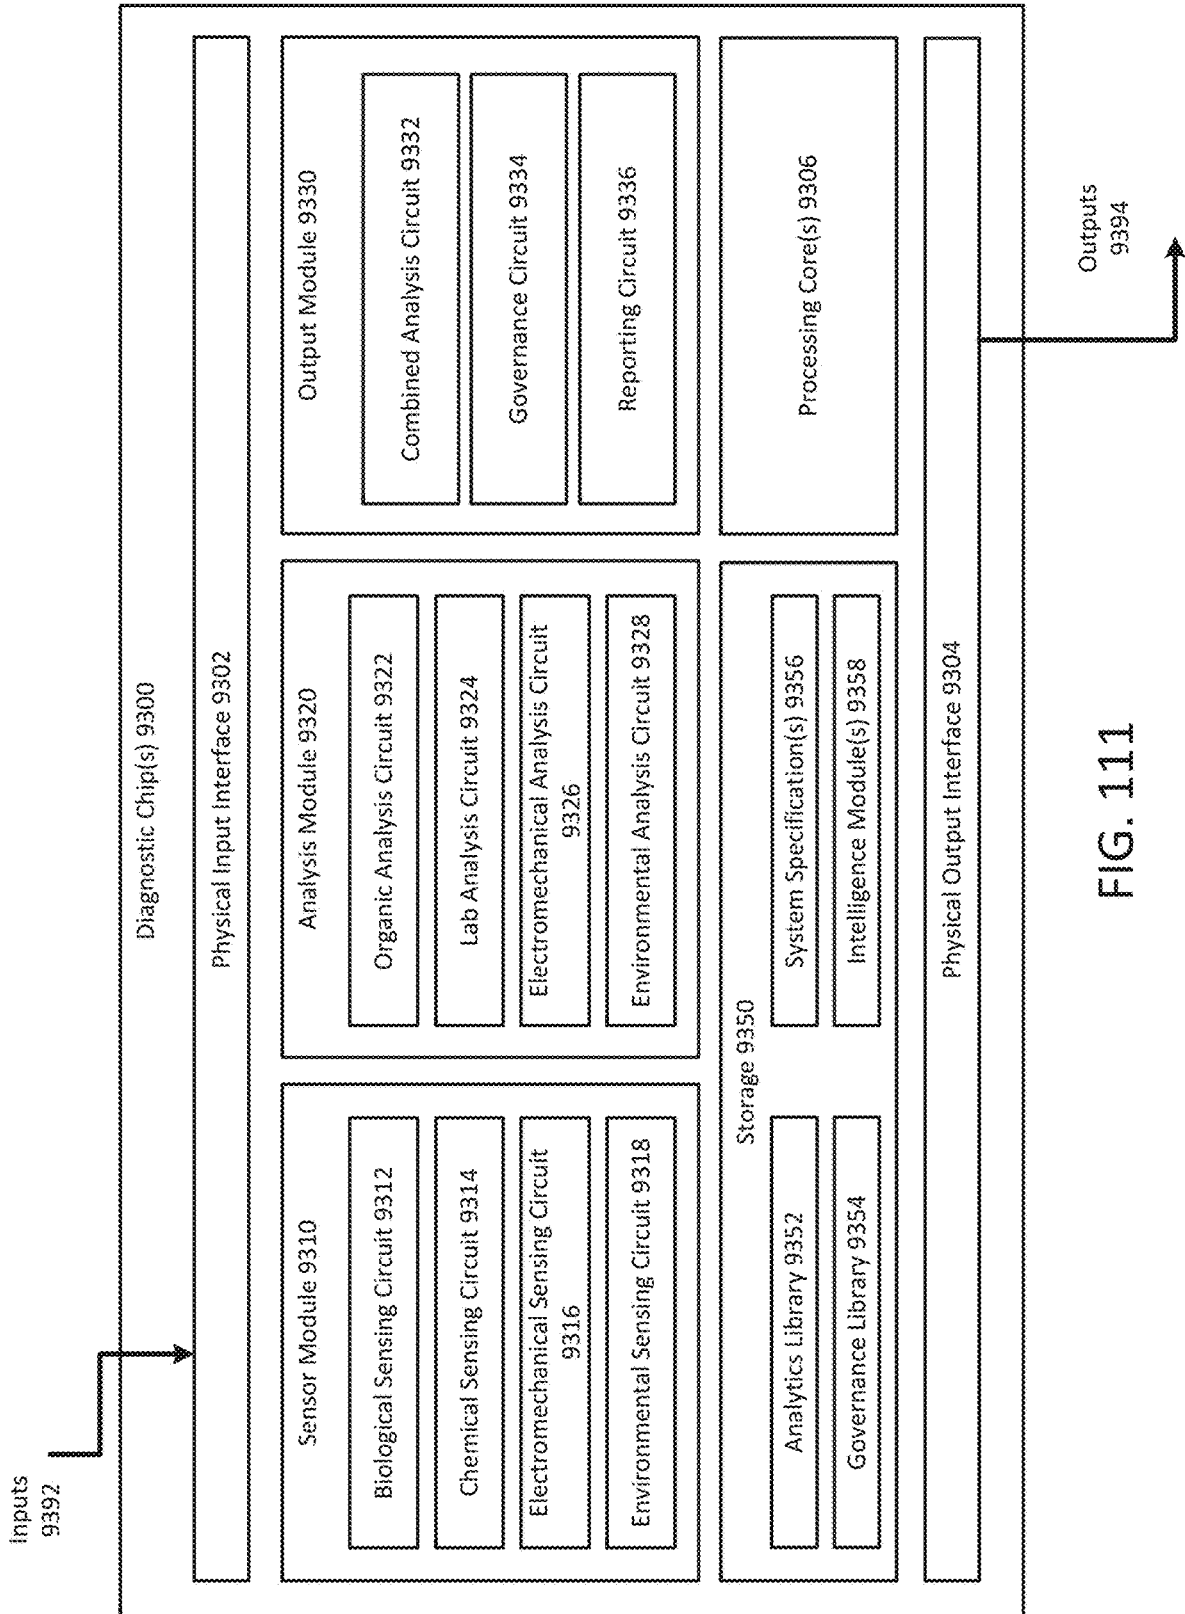 Inputs
9392
Diagnostic Chip(s) 9300
Physical Input Interface 9302
Sensor Module 9310
Biological Sensing Circuit 9312
Chemical Sensing Circuit 9314
Electromechanical Sensing Circuit
9316
Environmental Sensing Circuit 9318
Analysis Module 9320
Organic Analysis Circuit 9322
Lab Analysis Circuit 9324
Electromechanical Analysis Circuit
9326
Environmental Analysis Circuit 9328
Output Module 9330
Combined Analysis Circuit 9332
Governance Circuit 9334
Reporting Circuit 9336
Storage 9350
Analytics Library 9352
Governance Library 9354
System Specification(s) 9356
Intelligence Module(s) 9358
Processing Core(s) 9306
Physical Output Interface 9304
Outputs
9394
FIG. 111